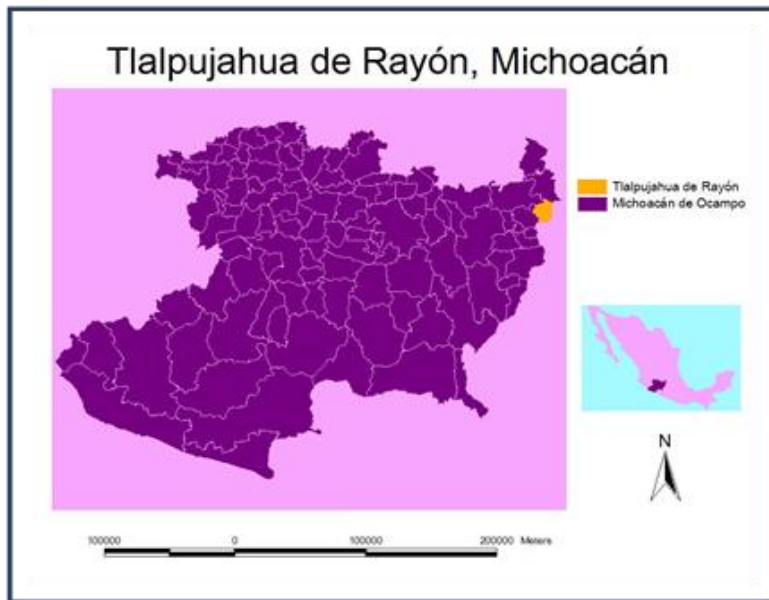 Tlalpujahua de Rayón, Michoacán
Tlalpujahua de Rayón
Michoacán de Ocampo
N
100000 0 100000 200000 Meters